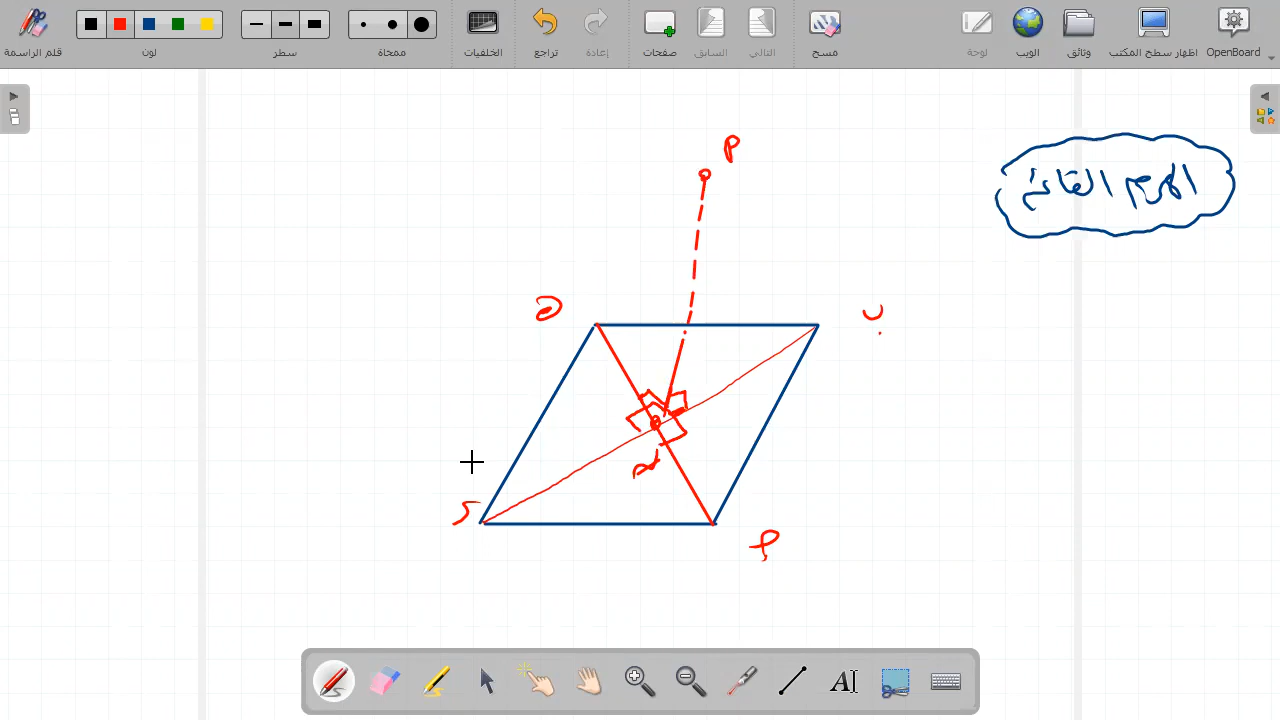 OpenBoard
اظهار سطح المكتب
وثائق
الويب
لوحة
مسح
التالي
السابق
صفحات
إعادة
تراجع
الخلفيات
ممحاة
سطر
لون
قلم الراسمة
الهرم القائم
م
ب
هـ
ء
A